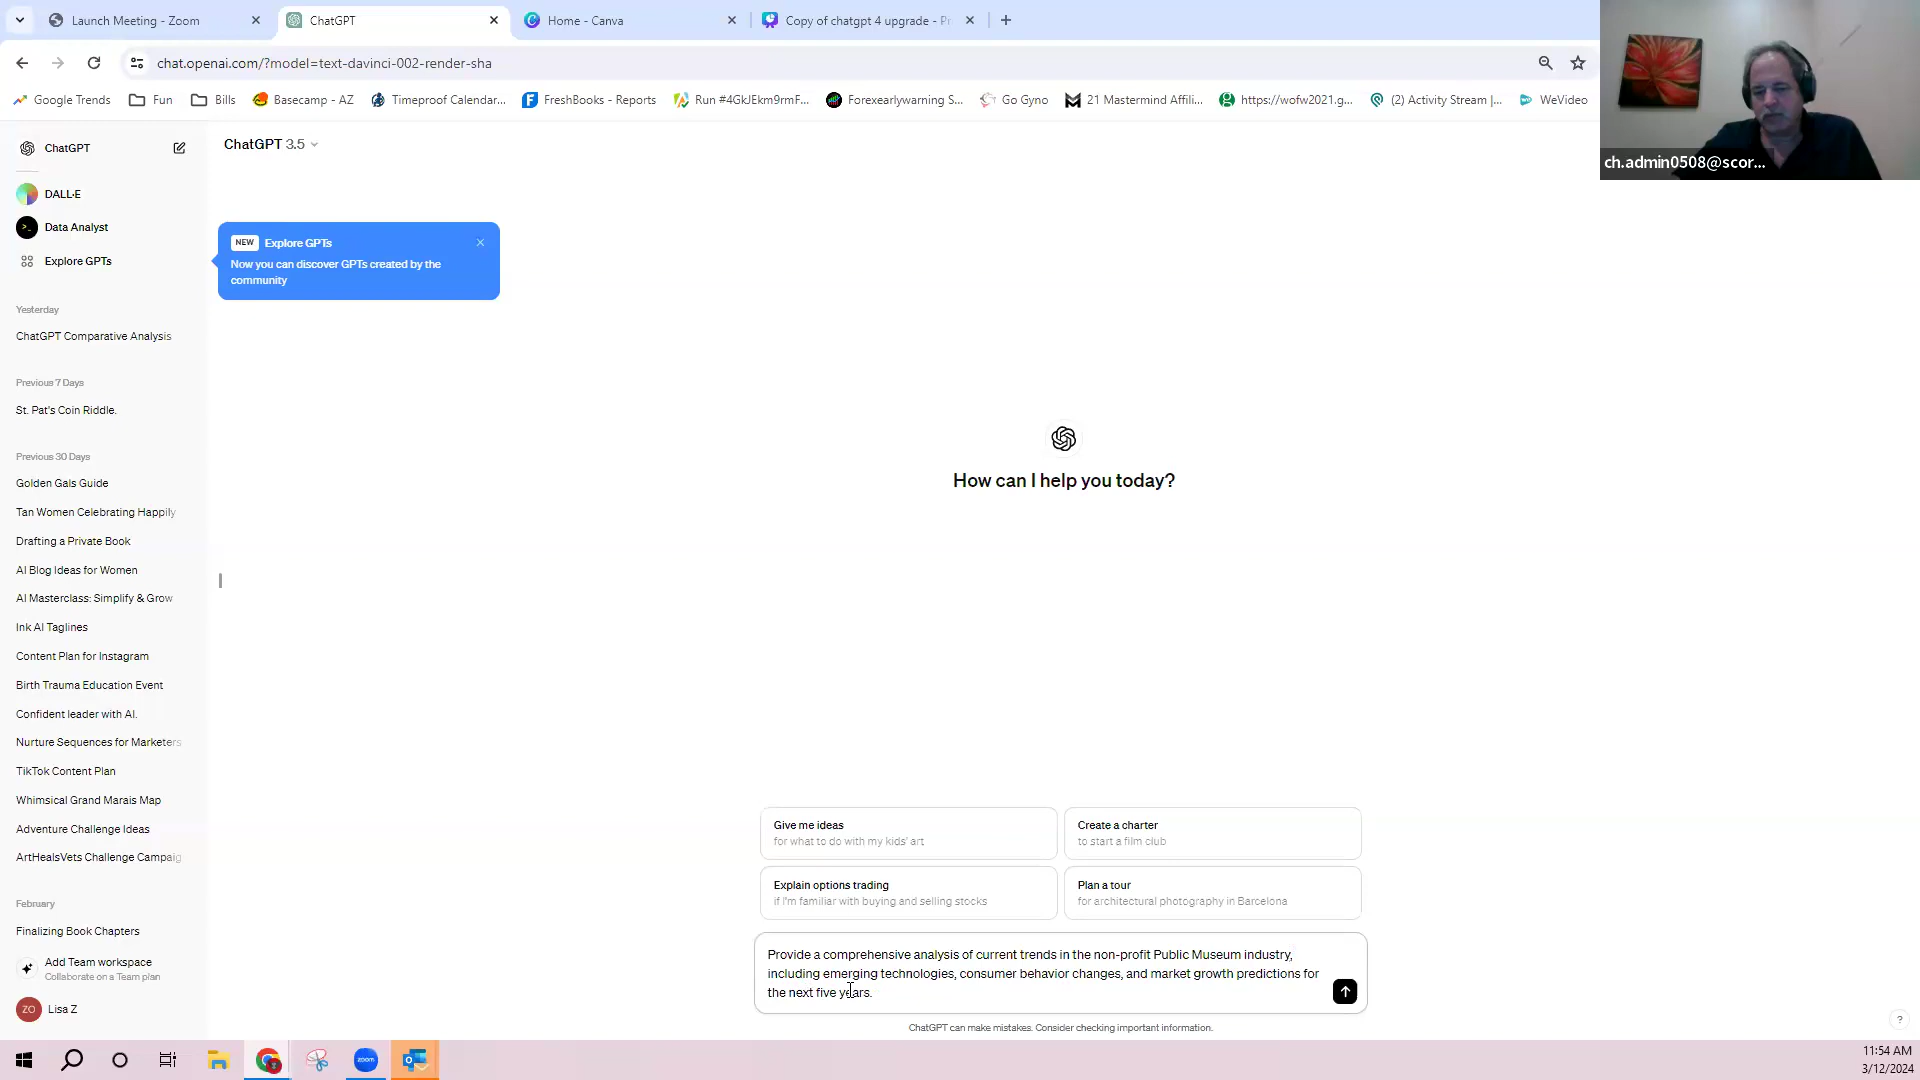 Launch Meeting - Zoom
ChatGPT
Home - Canva
Copy of chatgpt 4 upgrade - Pr
chat.openai.com/?model=text-davinci-002-render-sha
Google Trends
Fun
Bills
Basecamp - AZ
Timeproof Calendar...
FreshBooks - Reports
Run #4GkJEkm9rmF...
Forexearlywarning S...
Go Gyno
21 Mastermind Affili...
https://wofw2021.g...
(2) Activity Stream |...
WeVideo
ch.admin0508@scor...
ChatGPT
ChatGPT 3.5
DALL·E
Data Analyst
Explore GPTs
NEW Explore GPTs
Now you can discover GPTs created by the
community
Yesterday
ChatGPT Comparative Analysis
Previous 7 Days
St. Pat's Coin Riddle.
Previous 30 Days
Golden Gals Guide
Tan Women Celebrating Happily
Drafting a Private Book
AI Blog Ideas for Women
AI Masterclass: Simplify & Grow
Ink AI Taglines
Content Plan for Instagram
Birth Trauma Education Event
Confident leader with AI.
Nurture Sequences for Marketers
TikTok Content Plan
Whimsical Grand Marais Map
Adventure Challenge Ideas
ArtHealsVets Challenge Campaig
February
Finalizing Book Chapters
Add Team workspace
Collaborate on a Team plan
ZO Lisa Z
How can I help you today?
Give me ideas
for what to do with my kids' art
Create a charter
to start a film club
Explain options trading
if I'm familiar with buying and selling stocks
Plan a tour
for architectural photography in Barcelona
Provide a comprehensive analysis of current trends in the non-profit Public Museum industry,
including emerging technologies, consumer behavior changes, and market growth predictions for
the next five years.
ChatGPT can make mistakes. Consider checking important information.
?
zoom
11:54 AM
3/12/2024